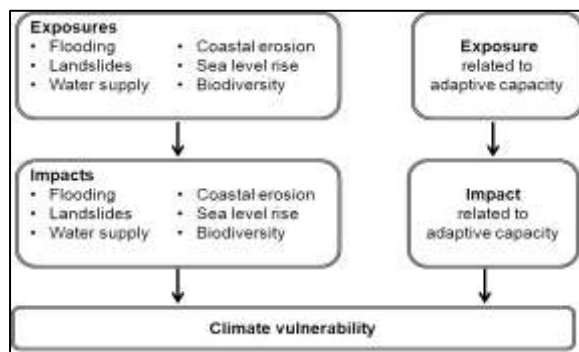 Exposures
• Flooding
• Landslides
• Water supply
• Coastal erosion
• Sea level rise
• Biodiversity
Exposure
related to
adaptive capacity
Impacts
• Flooding
• Landslides
• Water supply
• Coastal erosion
• Sea level rise
• Biodiversity
Impact
related to
adaptive capacity
Climate vulnerability